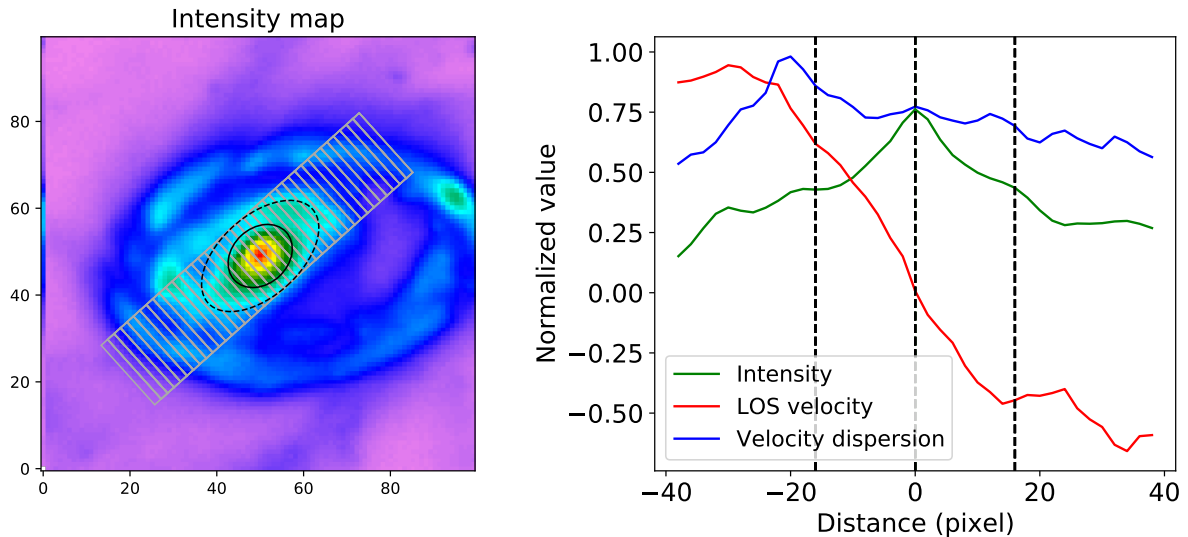 Intensity map
80
60
40
20
0
0 20 40 60 80
Normalized value
1.00
0.75
0.50
0.25
0.00
−0.25
−0.50
Intensity
LOS velocity
Velocity dispersion
−40 −20 0 20 40
Distance (pixel)